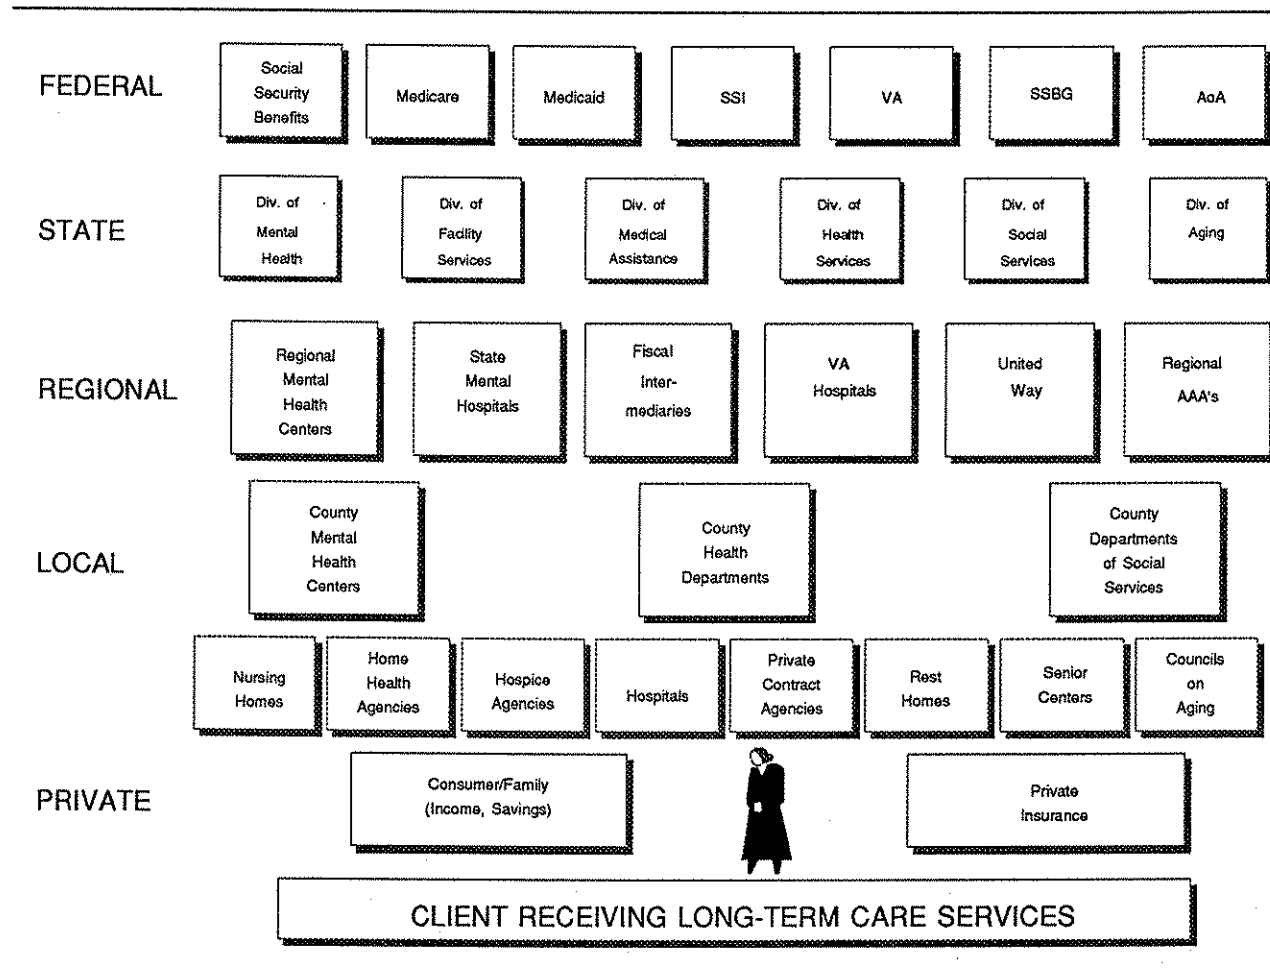 FEDERAL
Social
Security
Benefits
Medicare
Medicaid
SSI
VA
SSBG
AoA
STATE
Div. of
Mental
Health
Div. of
Facility
Services
Div. of
Medical
Assistance
Div. of
Health
Services
Div. of
Social
Services
Div. of
Aging
REGIONAL
Regional
Mental
Health
Centers
State
Mental
Hospitals
Fiscal
Inter-
mediaries
VA
Hospitals
United
Way
Regional
AAA's
LOCAL
County
Mental
Health
Centers
County
Health
Departments
County
Departments
of Social
Services
Nursing
Homes
Home
Health
Agencies
Hospice
Agencies
Hospitals
Private
Contract
Agencies
Rest
Homes
Senior
Centers
Councils
on
Aging
PRIVATE
Consumer/Family
(Income, Savings)
Private
Insurance
CLIENT RECEIVING LONG-TERM CARE SERVICES